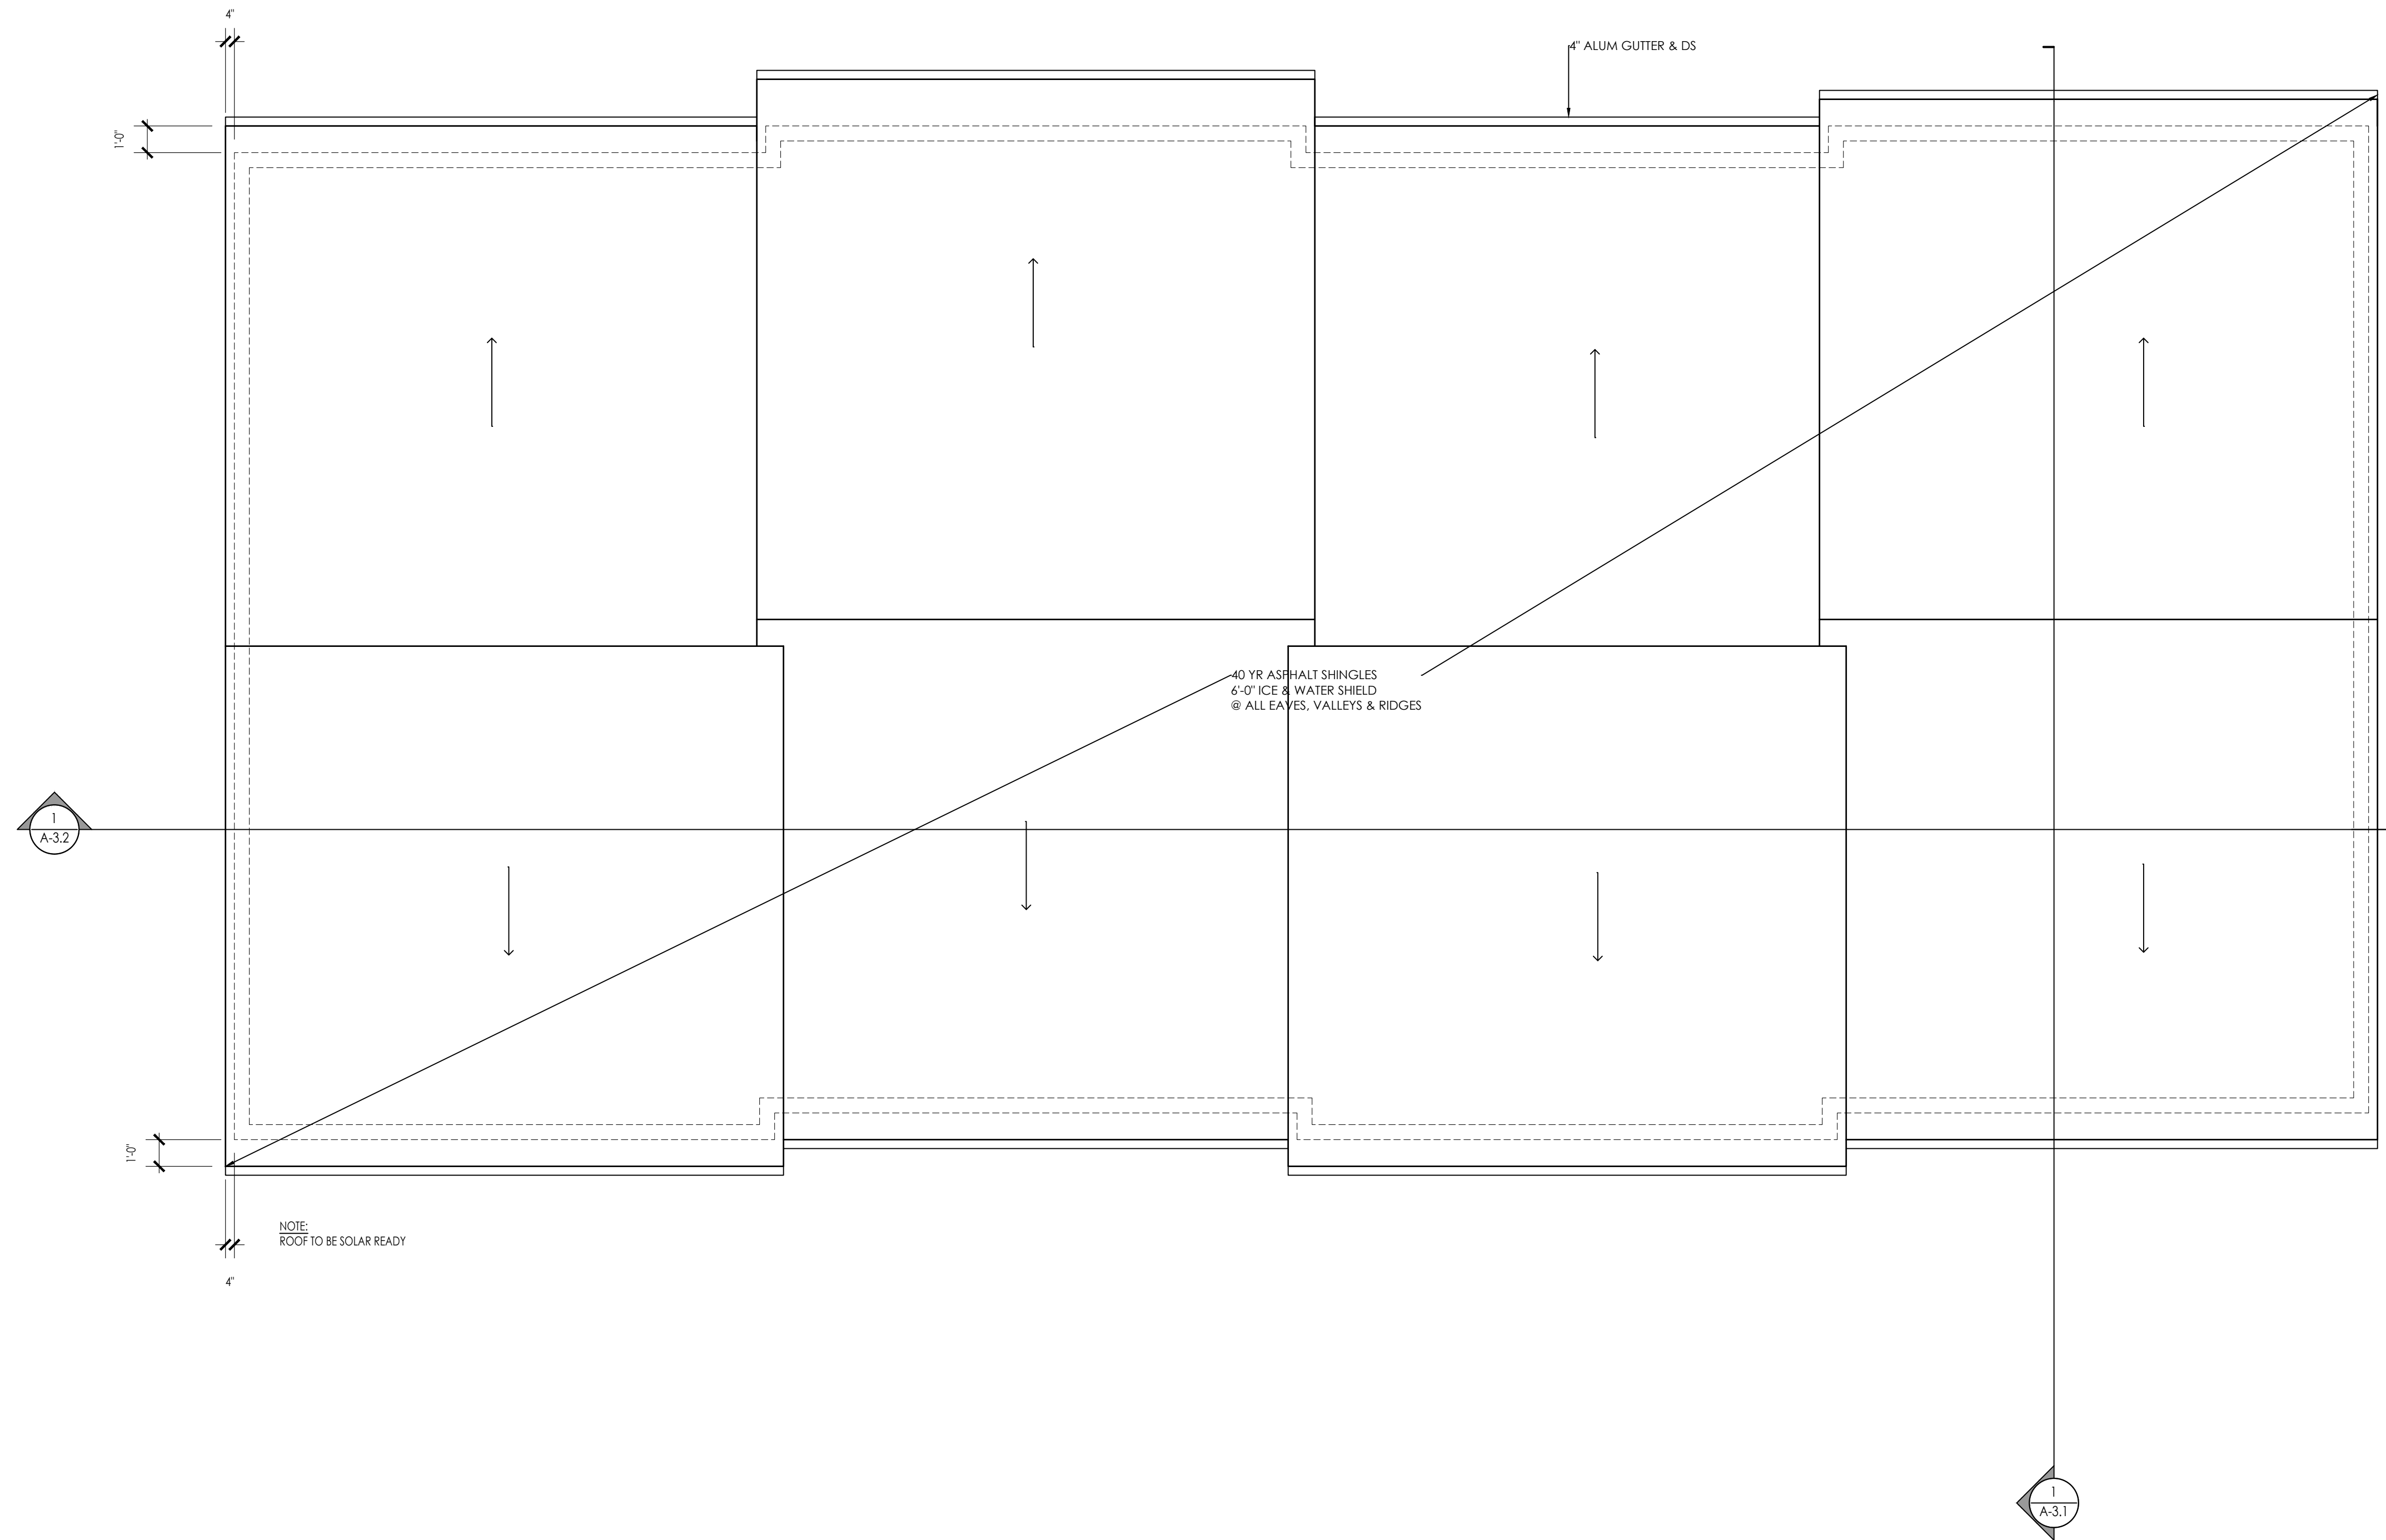 4"
4" ALUM GUTTER & DS
1'-0"
40 YR ASPHALT SHINGLES
6'-0" ICE & WATER SHIELD
@ ALL EAVES, VALLEYS & RIDGES
1
A-3.2
1'-0"
NOTE:
ROOF TO BE SOLAR READY
4"
1
A-3.1